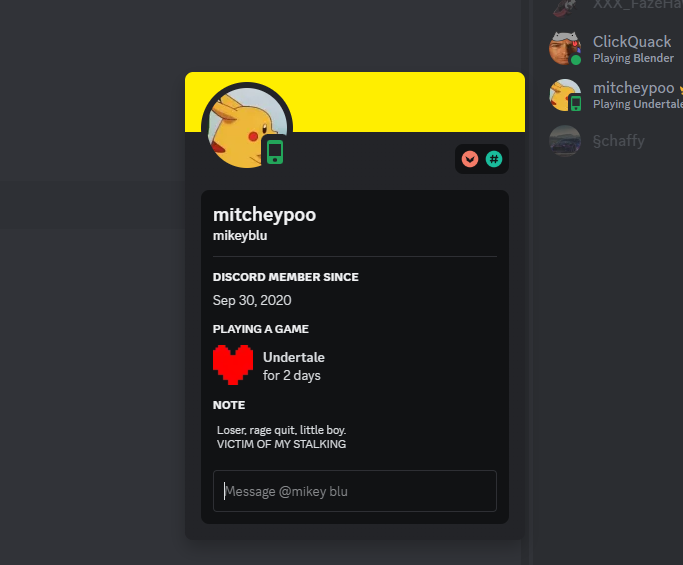 XXX_FazeHa
ClickQuack
Playing Blender
mitcheypoo
Playing Undertale
§chaffy
mitcheypoo
mikeyblu
DISCORD MEMBER SINCE
Sep 30, 2020
PLAYING A GAME
Undertale
for 2 days
NOTE
Loser, rage quit, little boy.
VICTIM OF MY STALKING
Message @mikey blu